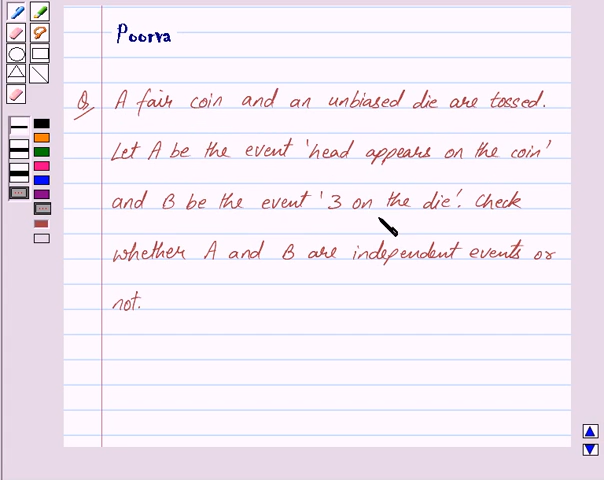 Poorva
Q A fair coin and an unbiased die are tossed.
Let A be the event 'head appears on the coin'
and B be the event '3 on the die'. Check
whether A and B are independent events or
not.